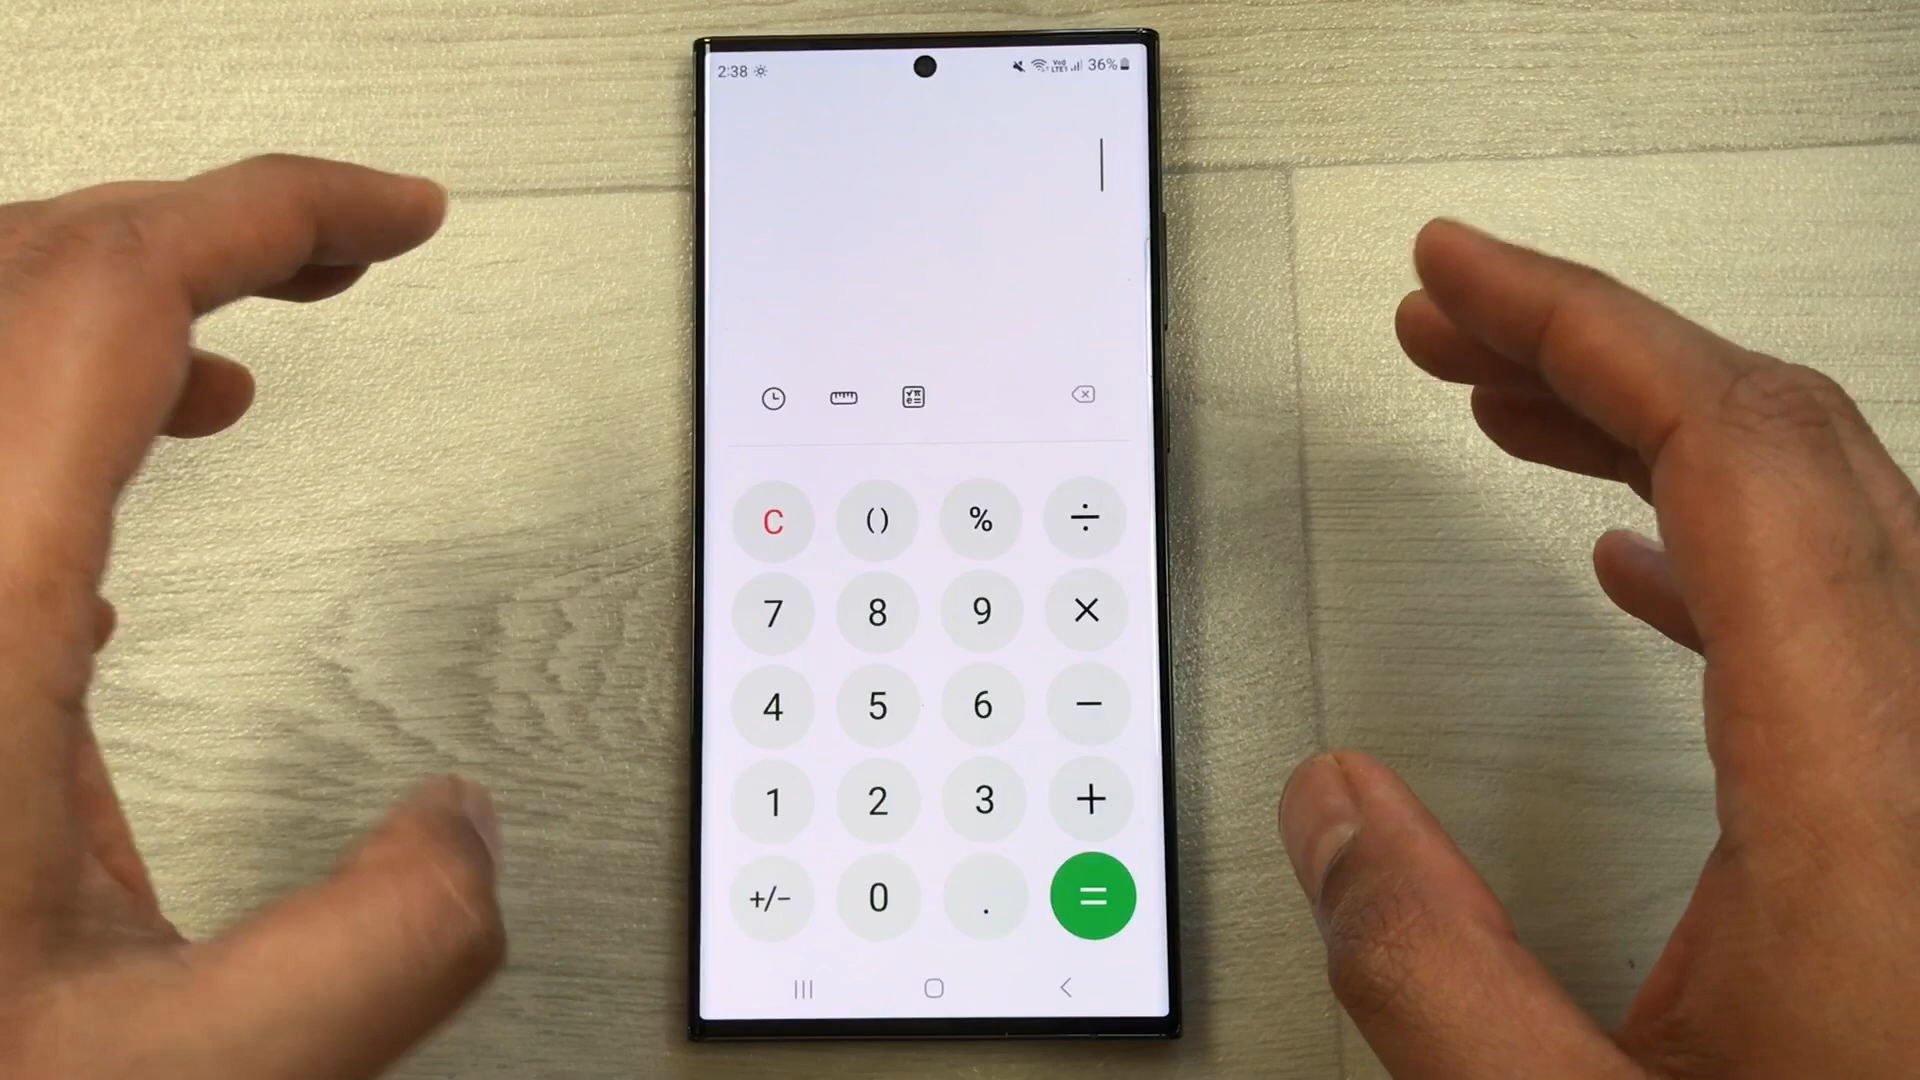 2:38 36%
C () % ÷
7 8 9 ×
4 5 6 −
1 2 3 +
+/− 0 . =